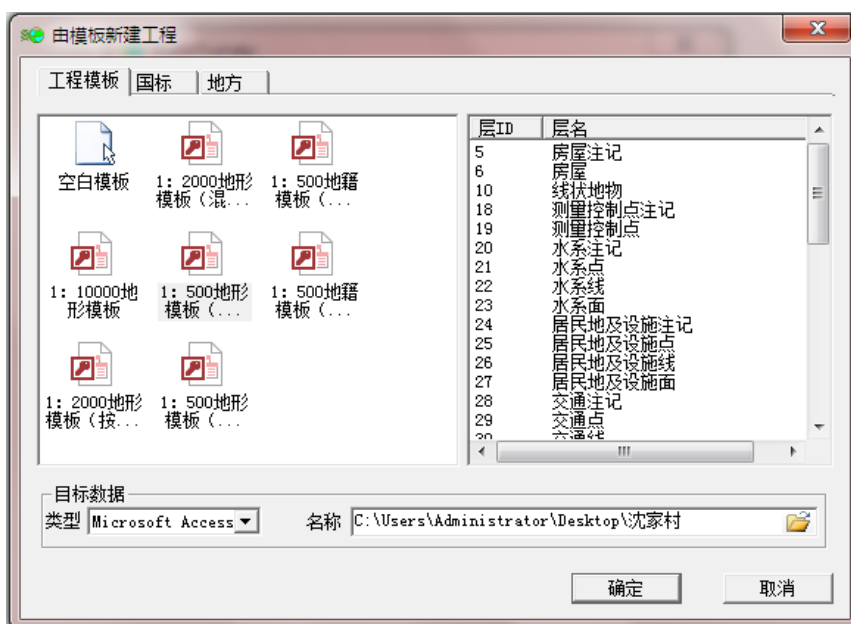 由模板新建工程
工程模板 国标 地方
空白模板
1：2000地形
模板（混...
1：500地籍
模板（...
1：10000地
形模板
1：500地形
模板（...
1：500地籍
模板（...
1：2000地形
模板（按...
1：500地形
模板（...
层ID 层名
5 房屋注记
6 房屋
10 线状地物
18 测量控制点注记
19 测量控制点
20 水系注记
21 水系点
22 水系线
23 水系面
24 居民地及设施注记
25 居民地及设施点
26 居民地及设施线
27 居民地及设施面
28 交通注记
29 交通点
30 交通线
目标数据
类型 Microsoft Access 名称 C:\Users\Administrator\Desktop\沈家村
确定 取消